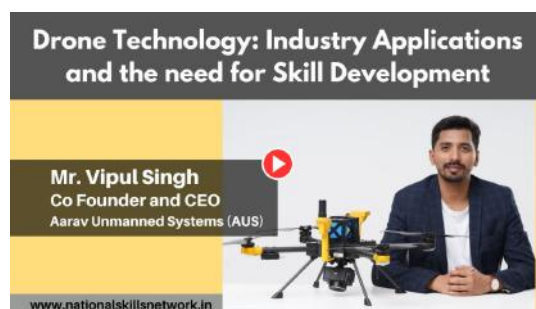 Drone Technology: Industry Applications
and the need for Skill Development
Mr. Vipul Singh
Co Founder and CEO
Aarav Unmanned Systems (AUS)
www.nationalskillsnetwork.in